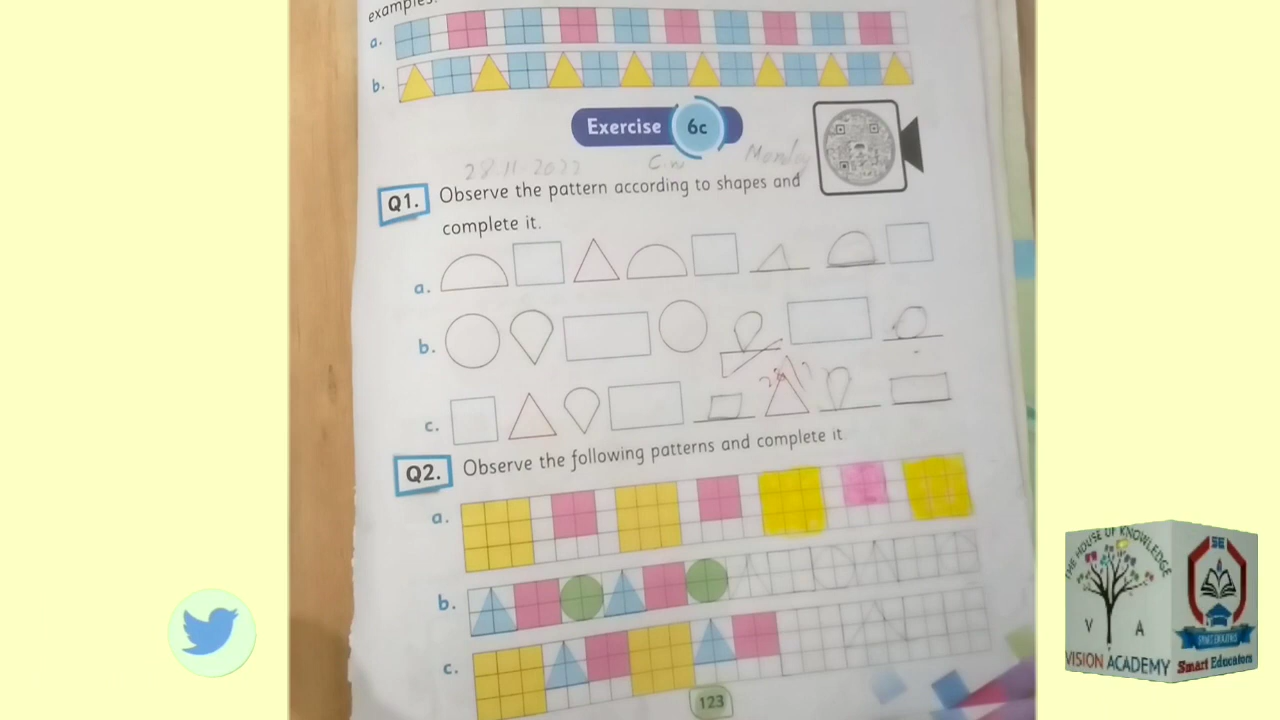 examples.
a.
b.
Exercise 6c
28.11.2022 C.w Monday
Q1. Observe the pattern according to shapes and
complete it.
a.
b.
c.
Q2. Observe the following patterns and complete it
a.
b.
c.
123
THE HOUSE OF KNOWLEDGE
V A
VISION ACADEMY
SE
Smart Educators